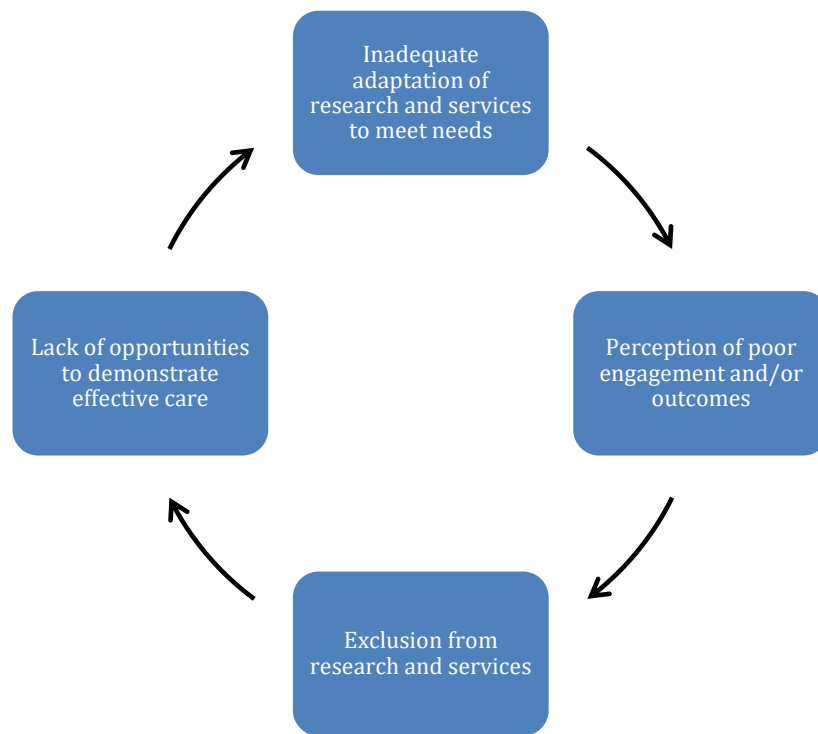 Inadequate
adaptation of
research and services
to meet needs
Perception of poor
engagement and/or
outcomes
Exclusion from
research and services
Lack of opportunities
to demonstrate
effective care